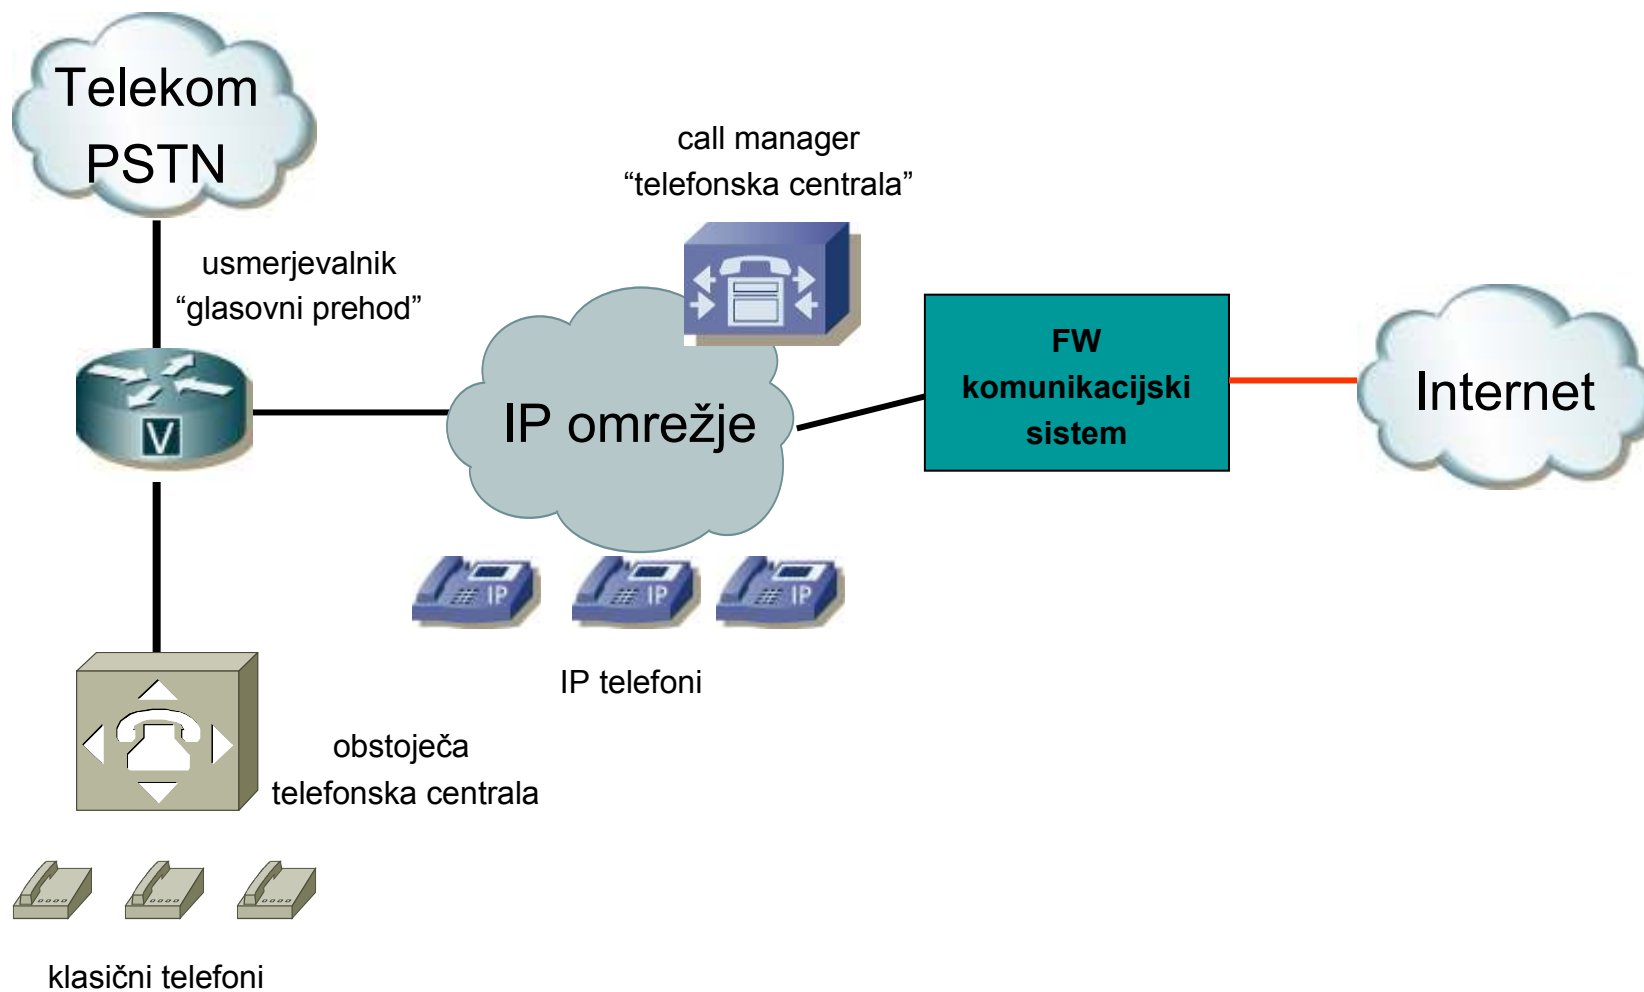 Telekom
PSTN
call manager
“telefonska centrala”
usmerjevalnik
“glasovni prehod”
V
IP omrežje
FW
komunikacijski
sistem
Internet
IP
IP
IP
IP telefoni
obstoječa
telefonska centrala
klasični telefoni